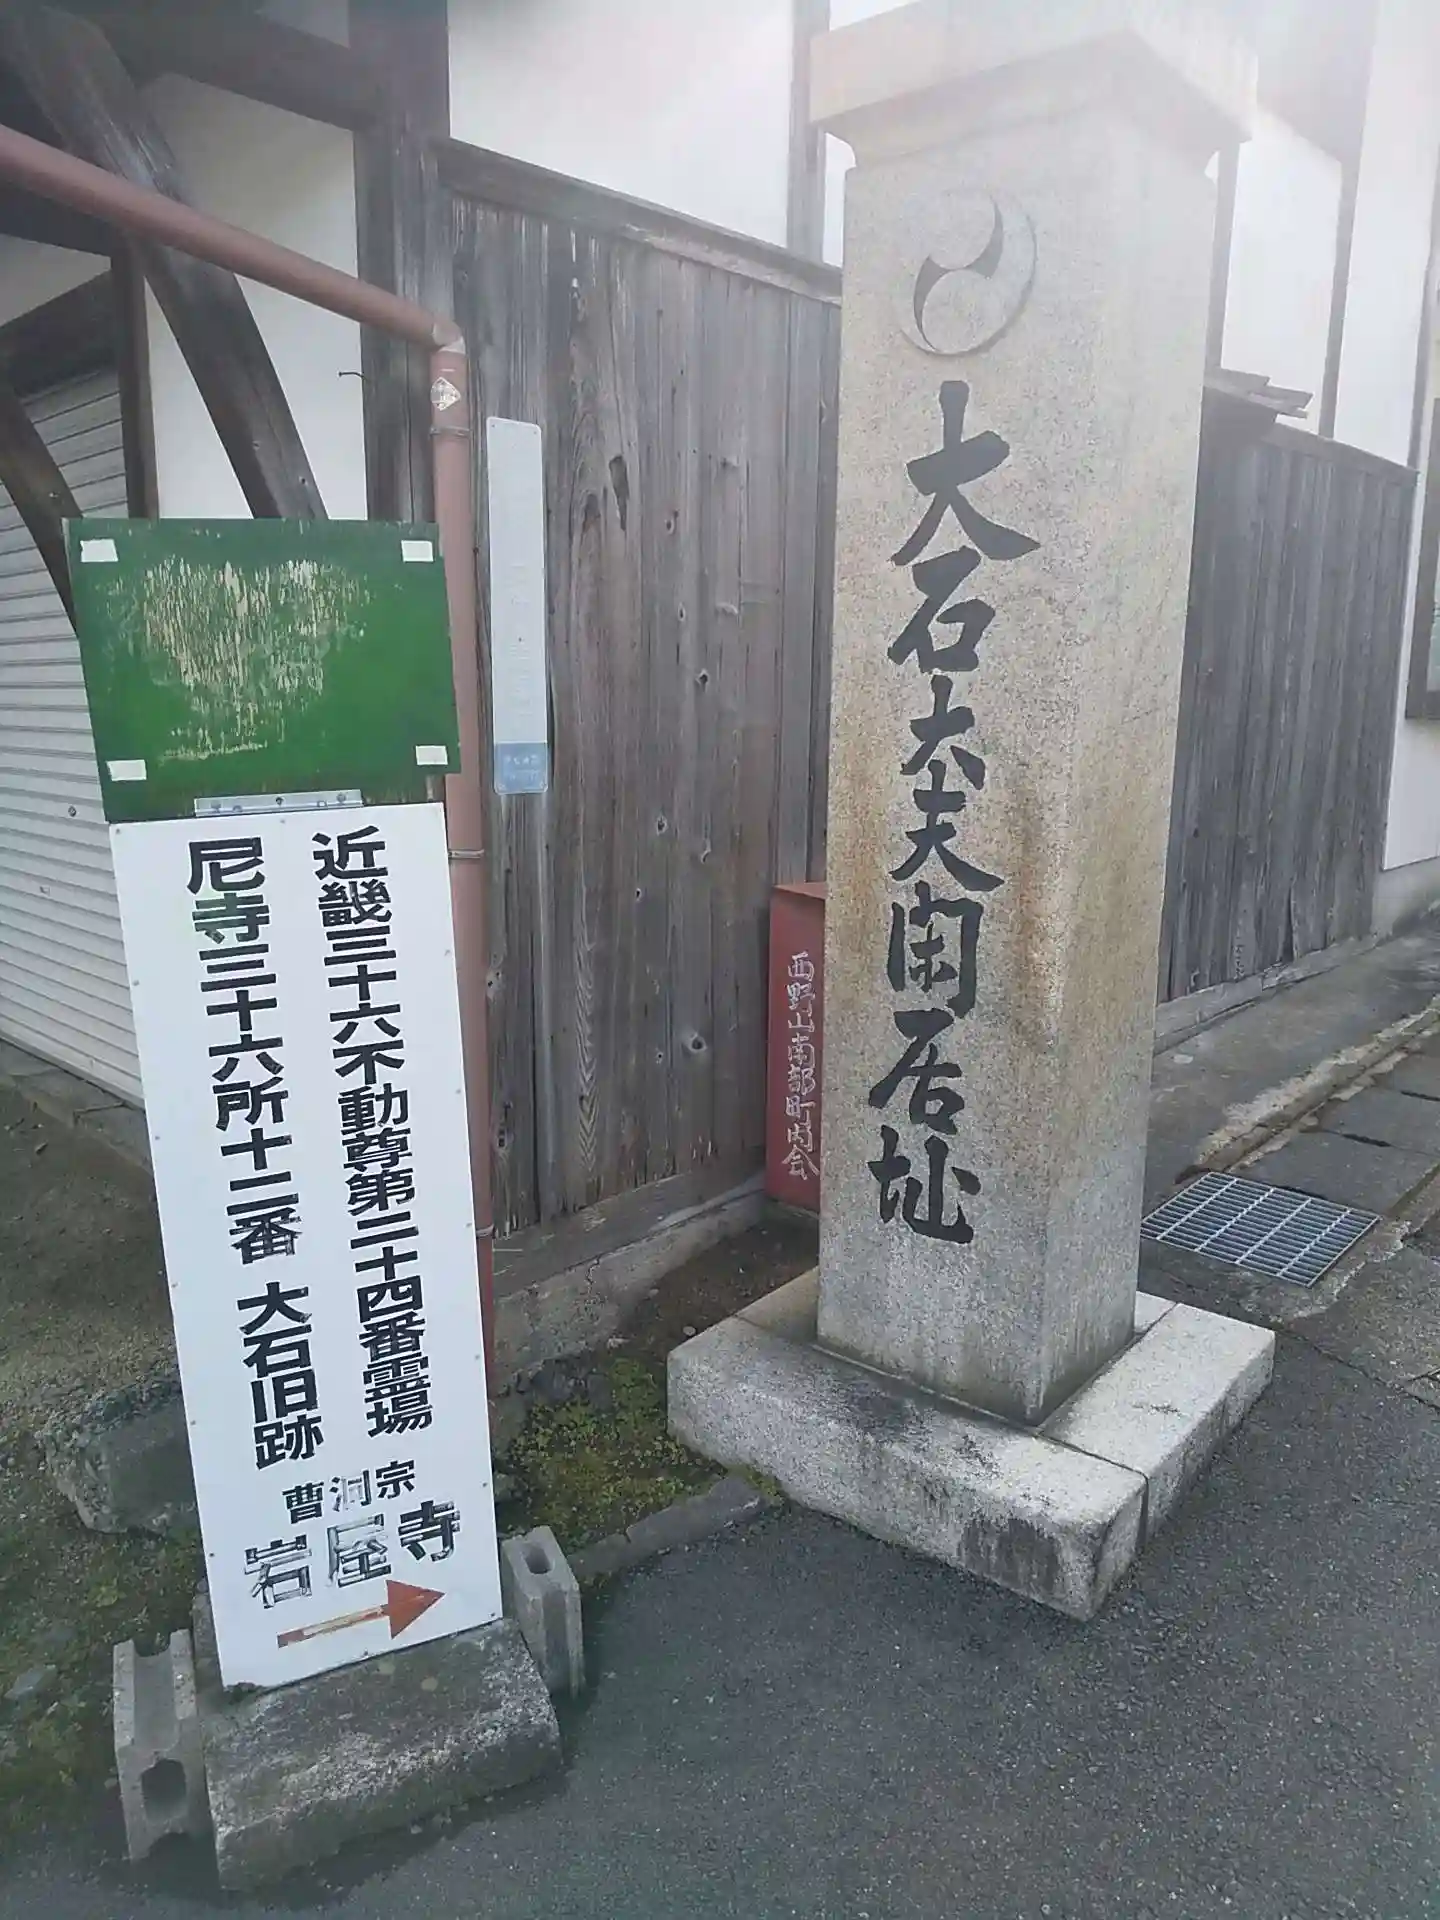 近畿三十六不動尊第二十四番霊場
尼寺三十六所十二番 大石旧跡
曹洞宗
岩屋寺
大石大夫閑居址
西野山南部町内会